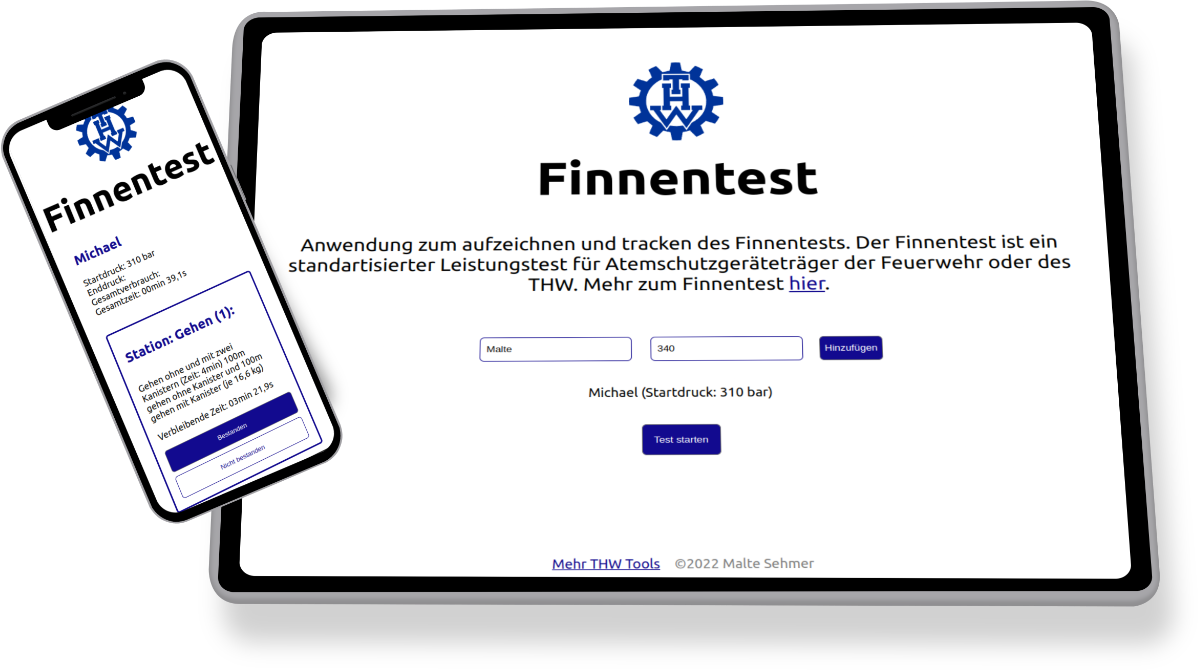 THW
Finnentest
Michael
Startdruck: 310 bar
Enddruck:
Gesamtverbrauch:
Gesamtzeit: 00min 39,1s
Station: Gehen (1):
Gehen ohne und mit zwei
Kanistern (Zeit: 4min) 100m
gehen ohne Kanister und 100m
gehen mit Kanister (je 16,6 kg)
Verbleibende Zeit: 03min 21,9s
Bestanden
Nicht bestanden
THW
Finnentest
Anwendung zum aufzeichnen und tracken des Finnentests. Der Finnentest ist ein
standartisierter Leistungstest für Atemschutzgeräteträger der Feuerwehr oder des
THW. Mehr zum Finnentest hier.
Malte 340 Hinzufügen
Michael (Startdruck: 310 bar)
Test starten
Mehr THW Tools ©2022 Malte Sehmer